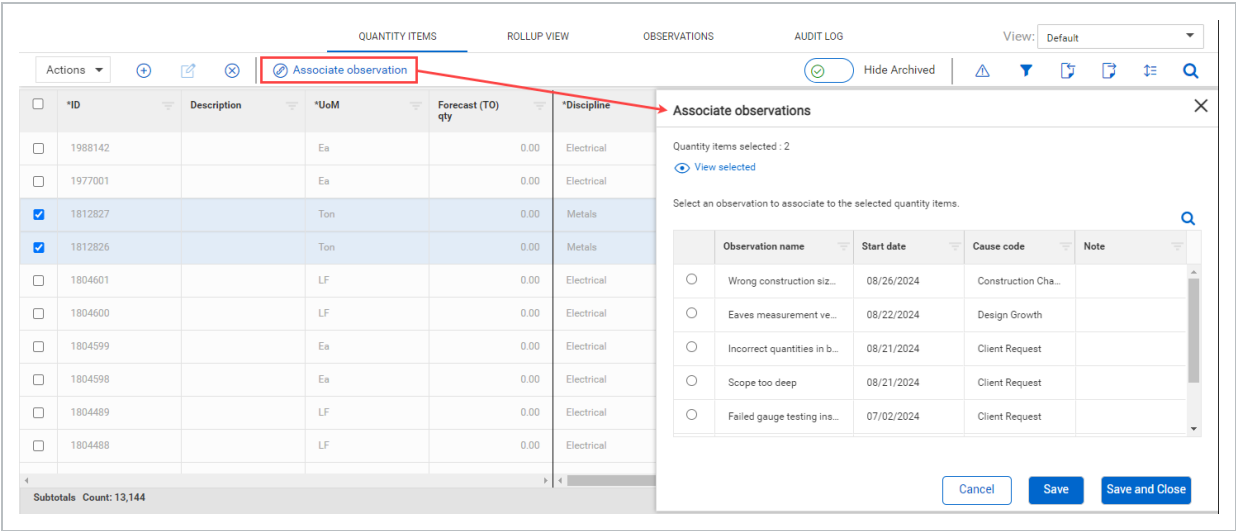 QUANTITY ITEMS ROLLUP VIEW OBSERVATIONS AUDIT LOG View: Default
Actions Associate observation Hide Archived
*ID Description *UoM Forecast (TO) qty *Discipline
1988142 Ea 0.00 Electrical
1977001 Ea 0.00 Electrical
1812827 Ton 0.00 Metals
1812826 Ton 0.00 Metals
1804601 LF 0.00 Electrical
1804600 LF 0.00 Electrical
1804599 Ea 0.00 Electrical
1804598 Ea 0.00 Electrical
1804489 LF 0.00 Electrical
1804488 LF 0.00 Electrical
Subtotals Count: 13,144
Associate observations
Quantity items selected : 2
View selected
Select an observation to associate to the selected quantity items.
Observation name Start date Cause code Note
Wrong construction siz... 08/26/2024 Construction Cha...
Eaves measurement ve... 08/22/2024 Design Growth
Incorrect quantities in b... 08/21/2024 Client Request
Scope too deep 08/21/2024 Client Request
Failed gauge testing ins... 07/02/2024 Client Request
Cancel Save Save and Close